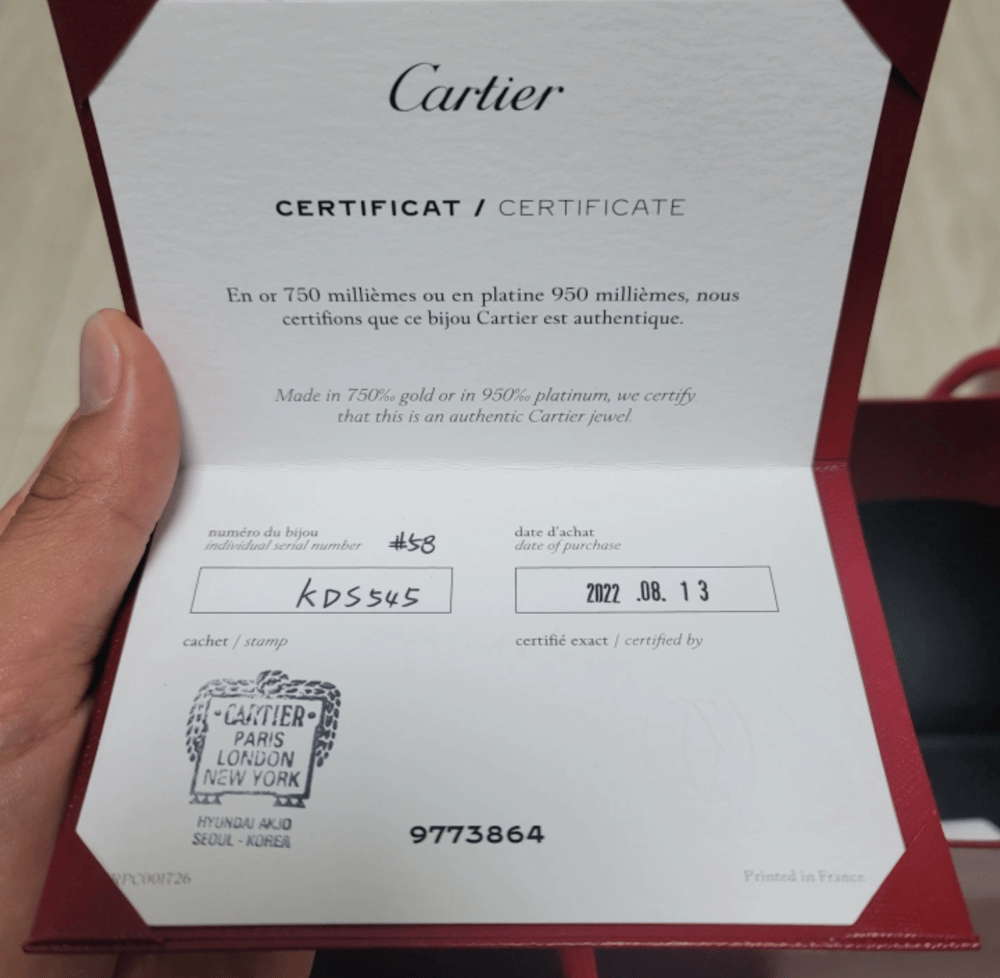 Cartier
CERTIFICAT / CERTIFICATE
En or 750 millièmes ou en platine 950 millièmes, nous
certifions que ce bijou Cartier est authentique.
Made in 750‰ gold or in 950‰ platinum, we certify
that this is an authentic Cartier jewel.
numéro du bijou
individual serial number #58
KDS545
date d'achat
date of purchase
2022 .08. 13
cachet / stamp
certifié exact / certified by
·CARTIER·
PARIS
LONDON
NEW YORK
HYUNDAI AKJO
SEOUL - KOREA
9773864
RPC001726
Printed in France